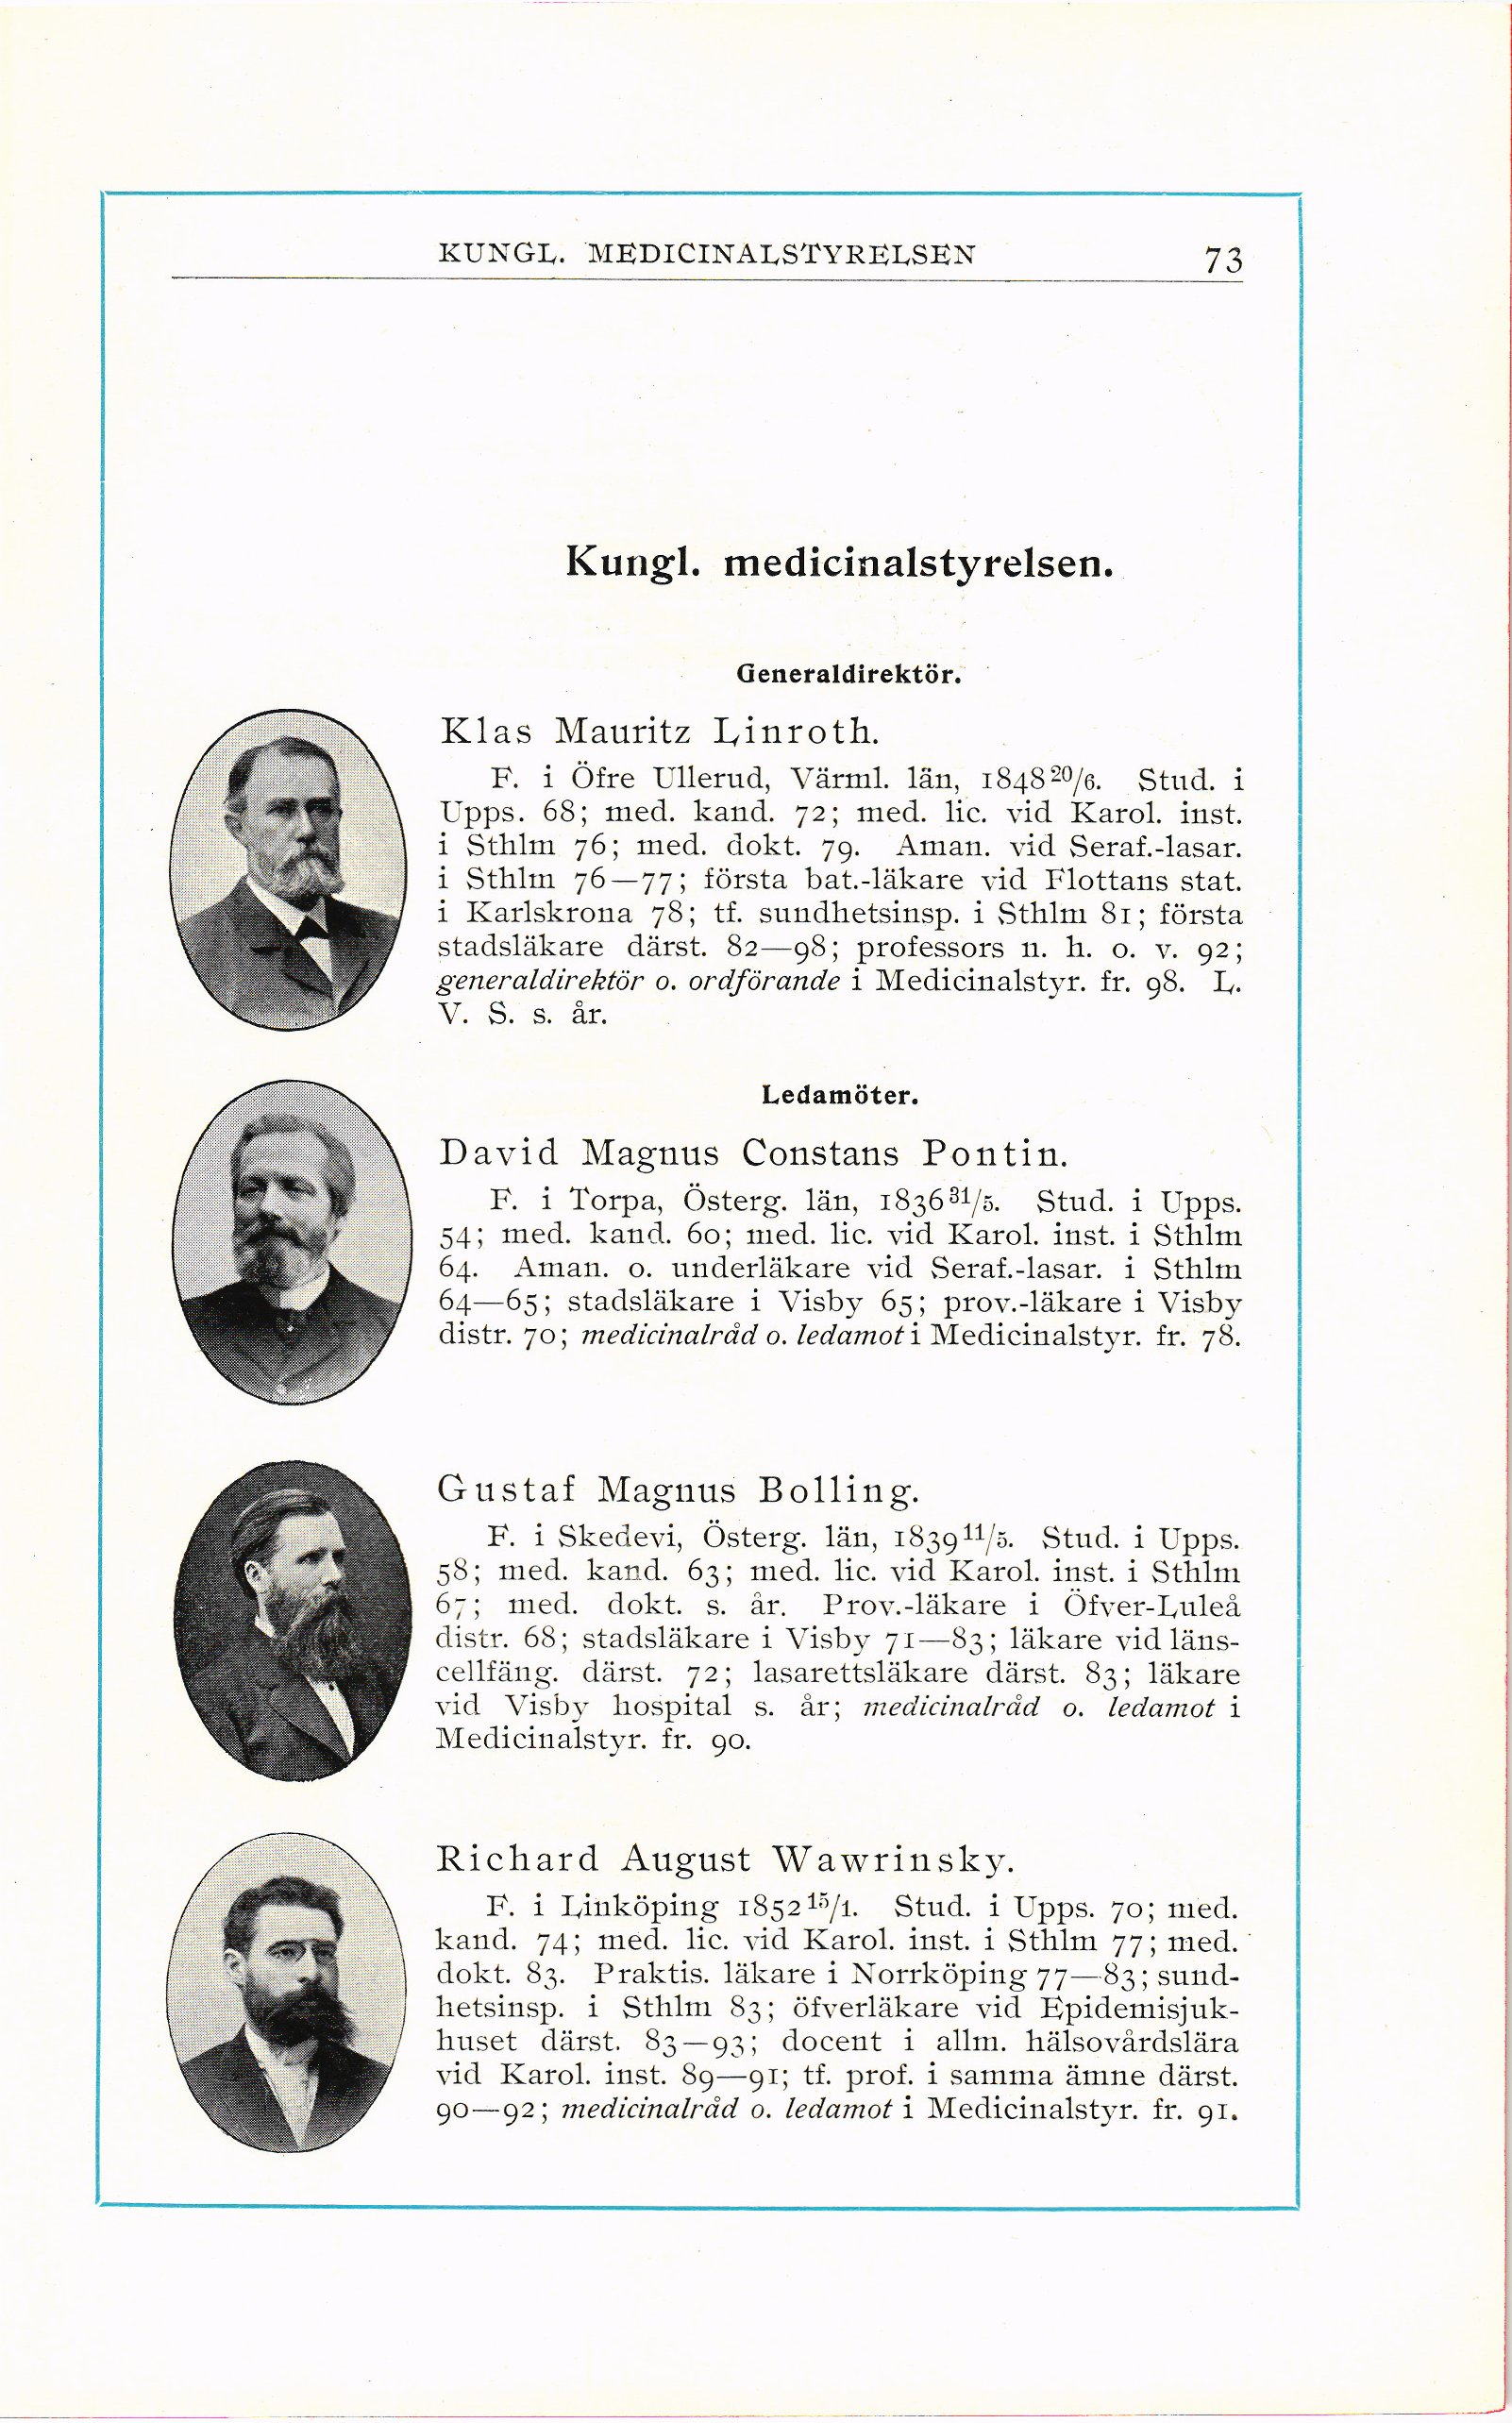 KUNGL. MEDICINALSTYRELSEN 73
Kungl. medicinalstyrelsen.
Generaldirektör.
Klas Mauritz Linroth.
F. i Öfre Ullerud, Värml. län, 1848 20/6. Stud. i
Upps. 68; med. kand. 72; med. lic. vid Karol. inst.
i Sthlm 76; med. dokt. 79. Aman. vid Seraf.-lasar.
i Sthlm 76—77; första bat.-läkare vid Flottans stat.
i Karlskrona 78; tf. sundhetsinsp. i Sthlm 81; första
stadsläkare därst. 82—98; professors n. h. o. v. 92;
generaldirektör o. ordförande i Medicinalstyr. fr. 98. L.
V. S. s. år.
Ledamöter.
David Magnus Constans Pontin.
F. i Torpa, Österg. län, 1836 31/5. Stud. i Upps.
54; med. kand. 60; med. lic. vid Karol. inst. i Sthlm
64. Aman. o. underläkare vid Seraf.-lasar. i Sthlm
64—65; stadsläkare i Visby 65; prov.-läkare i Visby
distr. 70; medicinalråd o. ledamot i Medicinalstyr. fr. 78.
Gustaf Magnus Bolling.
F. i Skedevi, Österg. län, 1839 11/5. Stud. i Upps.
58; med. kand. 63; med. lic. vid Karol. inst. i Sthlm
67; med. dokt. s. år. Prov.-läkare i Öfver-Luleå
distr. 68; stadsläkare i Visby 71—83; läkare vid läns-
cellfäng. därst. 72; lasarettsläkare därst. 83; läkare
vid Visby hospital s. år; medicinalråd o. ledamot i
Medicinalstyr. fr. 90.
Richard August Wawrinsky.
F. i Linköping 1852 15/1. Stud. i Upps. 70; med.
kand. 74; med. lic. vid Karol. inst. i Sthlm 77; med.
dokt. 83. Praktis. läkare i Norrköping 77—83; sund-
hetsinsp. i Sthlm 83; öfverläkare vid Epidemisjuk-
huset därst. 83—93; docent i allm. hälsovårdslära
vid Karol. inst. 89—91; tf. prof. i samma ämne därst.
90—92; medicinalråd o. ledamot i Medicinalstyr. fr. 91.